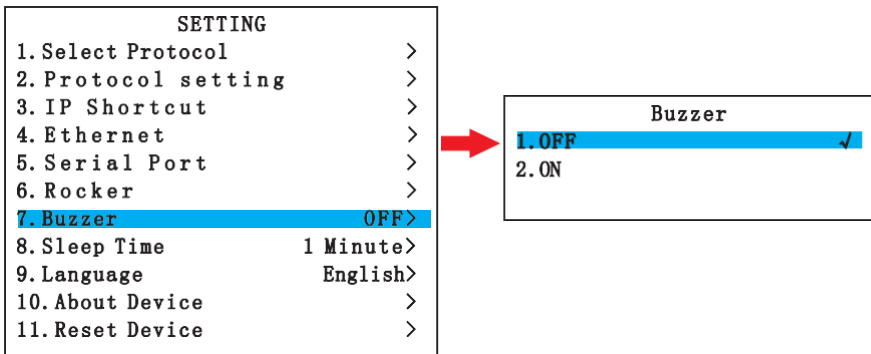 SETTING
1. Select Protocol >
2. Protocol setting >
3. IP Shortcut >
4. Ethernet >
5. Serial Port >
6. Rocker >
7. Buzzer OFF>
8. Sleep Time 1 Minute>
9. Language English>
10. About Device >
11. Reset Device >
Buzzer
1. OFF √
2. ON